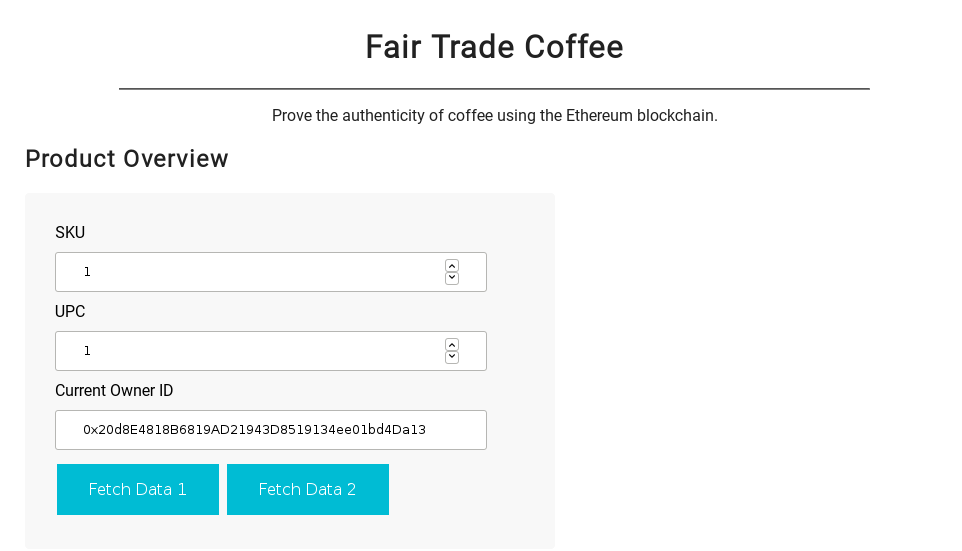 Fair Trade Coffee
Prove the authenticity of coffee using the Ethereum blockchain.
Product Overview
SKU
1
UPC
1
Current Owner ID
0x20d8E4818B6819AD21943D8519134ee01bd4Da13
Fetch Data 1
Fetch Data 2